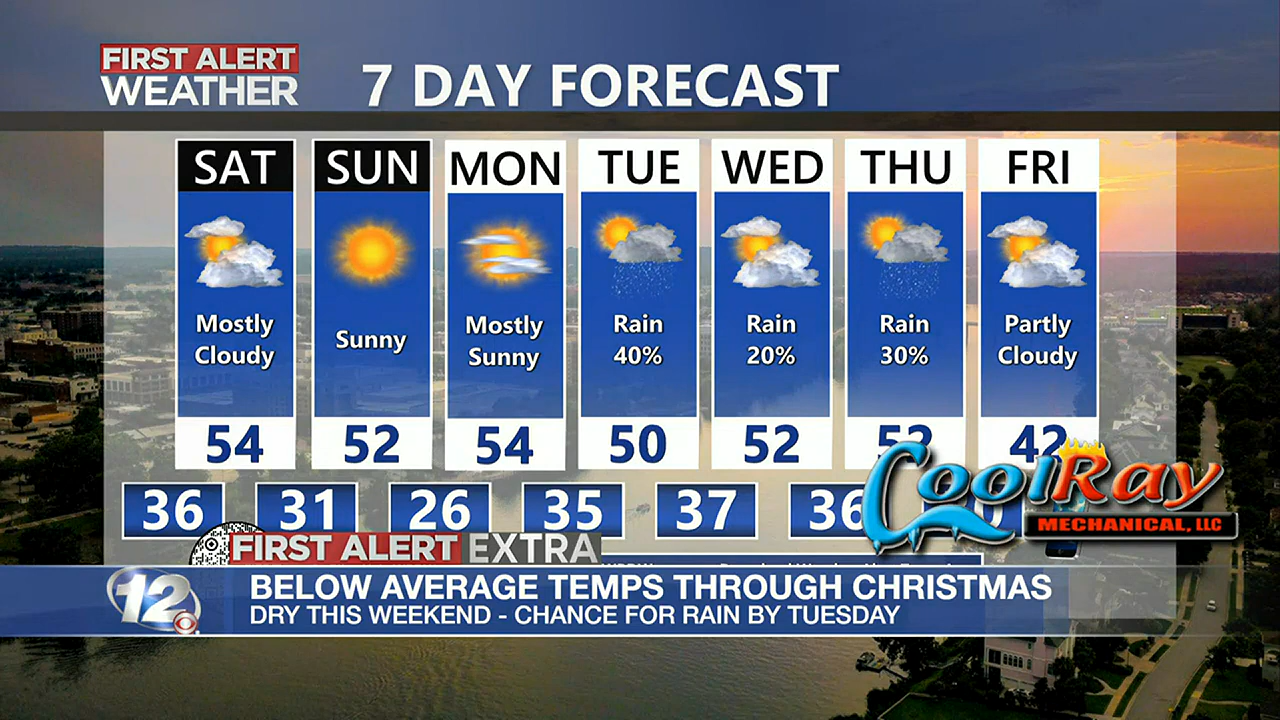 FIRST ALERT
WEATHER
7 DAY FORECAST
SAT SUN MON TUE WED THU FRI
Mostly Cloudy
Sunny
Mostly Sunny
Rain 40%
Rain 20%
Rain 30%
Partly Cloudy
54 52 54 50 52 52 42
36 31 26 35 37 36
CoolRay
MECHANICAL, LLC
FIRST ALERT EXTRA
12
BELOW AVERAGE TEMPS THROUGH CHRISTMAS
DRY THIS WEEKEND - CHANCE FOR RAIN BY TUESDAY